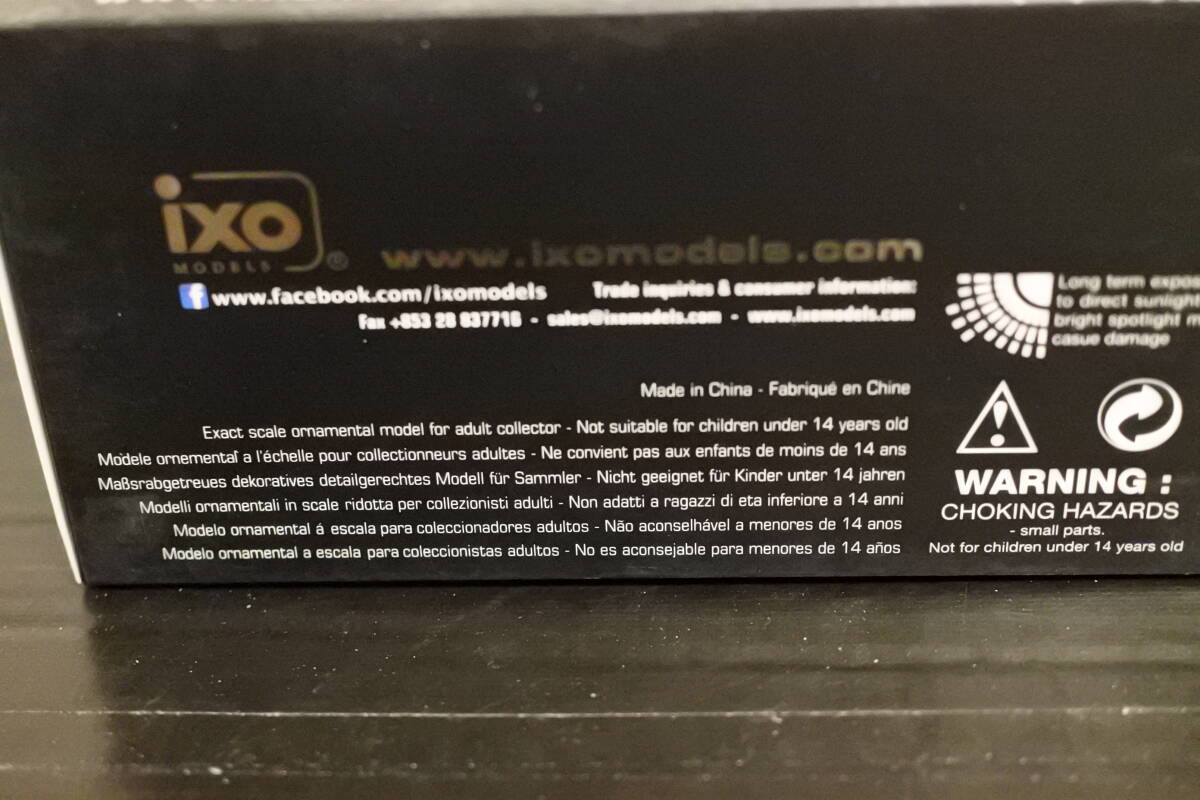 ixo
MODELS ®
www.ixomodels.com
f www.facebook.com/ixomodels
Trade inquiries & consumer information:
Fax +853 28 837716 - sales@ixomodels.com - www.ixomodels.com
Long term
to direct
bright spotlight
casue damage
Made in China - Fabriqué en Chine
Exact scale ornamental model for adult collector - Not suitable for children under 14 years old
Modele ornemental a l'échelle pour collectionneurs adultes - Ne convient pas aux enfants de moins de 14 ans
Maßsrabgetreues dekoratives detailgerechtes Modell für Sammler - Nicht geeignet für Kinder unter 14 jahren
Modelli ornamentali in scale ridotta per collezionisti adulti - Non adatti a ragazzi di eta inferiore a 14 anni
Modelo ornamental á escala para coleccionadores adultos - Não aconselhável a menores de 14 anos
Modelo ornamental a escala para coleccionistas adultos - No es aconsejable para menores de 14 años
WARNING :
CHOKING HAZARDS
- small parts.
Not for children under 14 years old